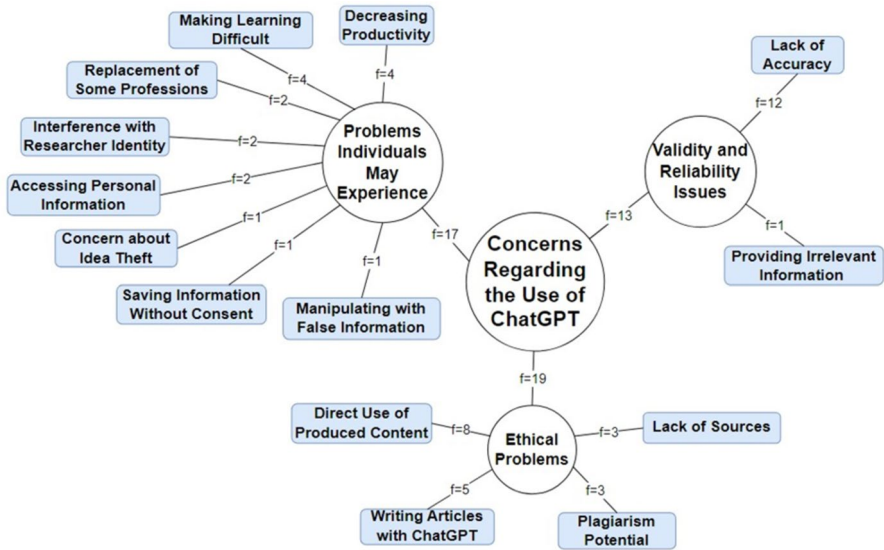 Making Learning
Difficult
f=4
Decreasing
Productivity
f=4
Replacement of
Some Professions
f=2
Interference with
Researcher Identity
f=2
Accessing Personal
Information
f=2
Concern about
Idea Theft
f=1
Saving Information
Without Consent
f=1
Manipulating with
False Information
f=1
Problems
Individuals
May
Experience
f=17
Concerns
Regarding
the Use of
ChatGPT
f=13
Validity and
Reliability
Issues
Lack of
Accuracy
f=12
f=1
Providing Irrelevant
Information
f=19
Ethical
Problems
Direct Use of
Produced Content
f=8
Lack of Sources
f=3
f=5
Writing Articles
with ChatGPT
f=3
Plagiarism
Potential